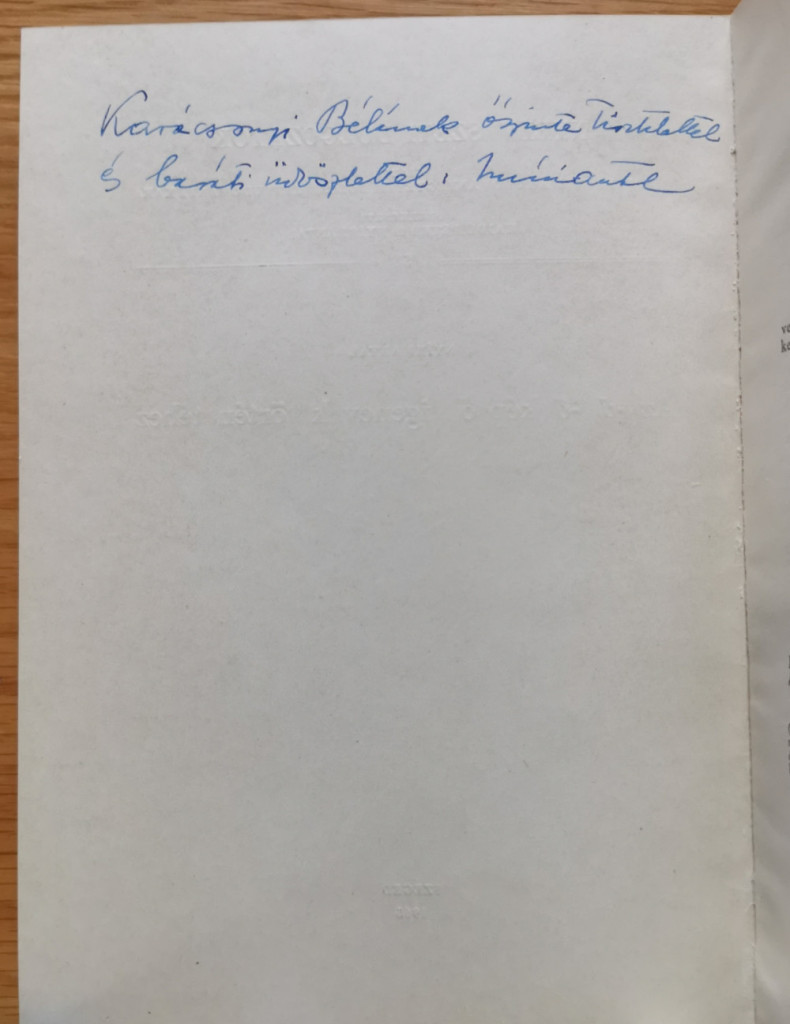 Karácsonyi Bélának őszinte tisztelettel
és baráti üdvözlettel,